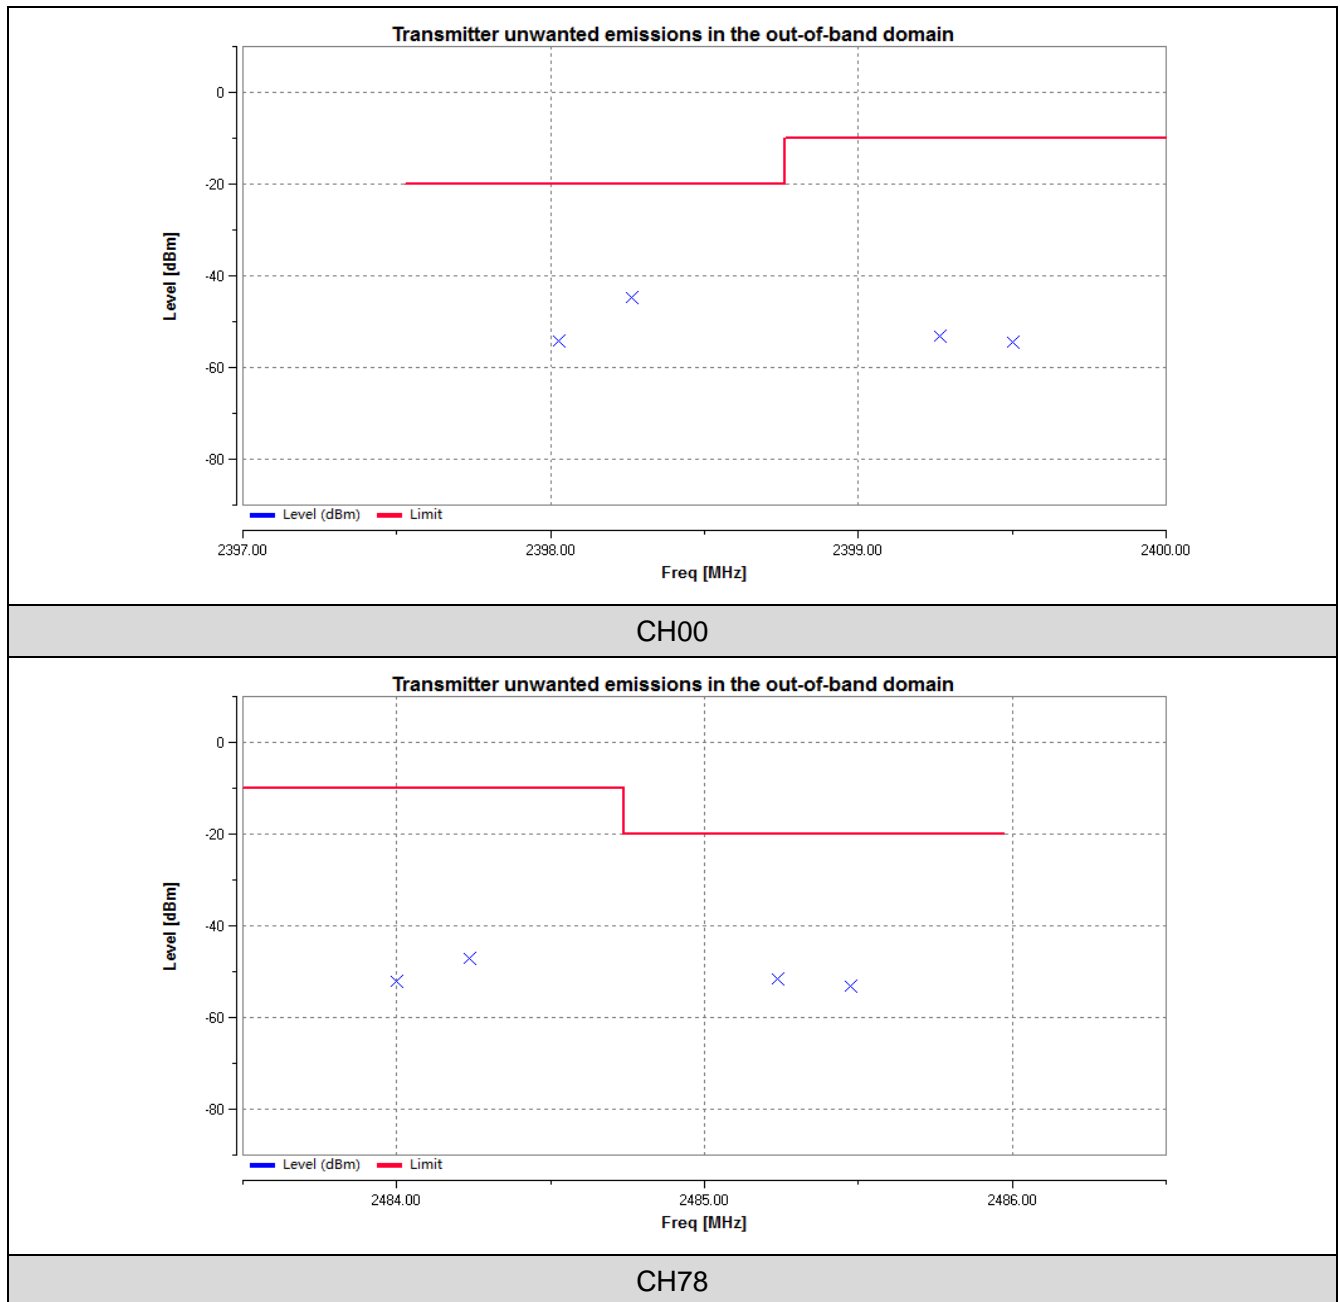 Transmitter unwanted emissions in the out-of-band domain
0
-20
-40
-60
-80
Level [dBm]
Level (dBm) Limit
2397.00 2398.00 2399.00 2400.00
Freq [MHz]
CH00
Transmitter unwanted emissions in the out-of-band domain
0
-20
-40
-60
-80
Level [dBm]
Level (dBm) Limit
2484.00 2485.00 2486.00
Freq [MHz]
CH78